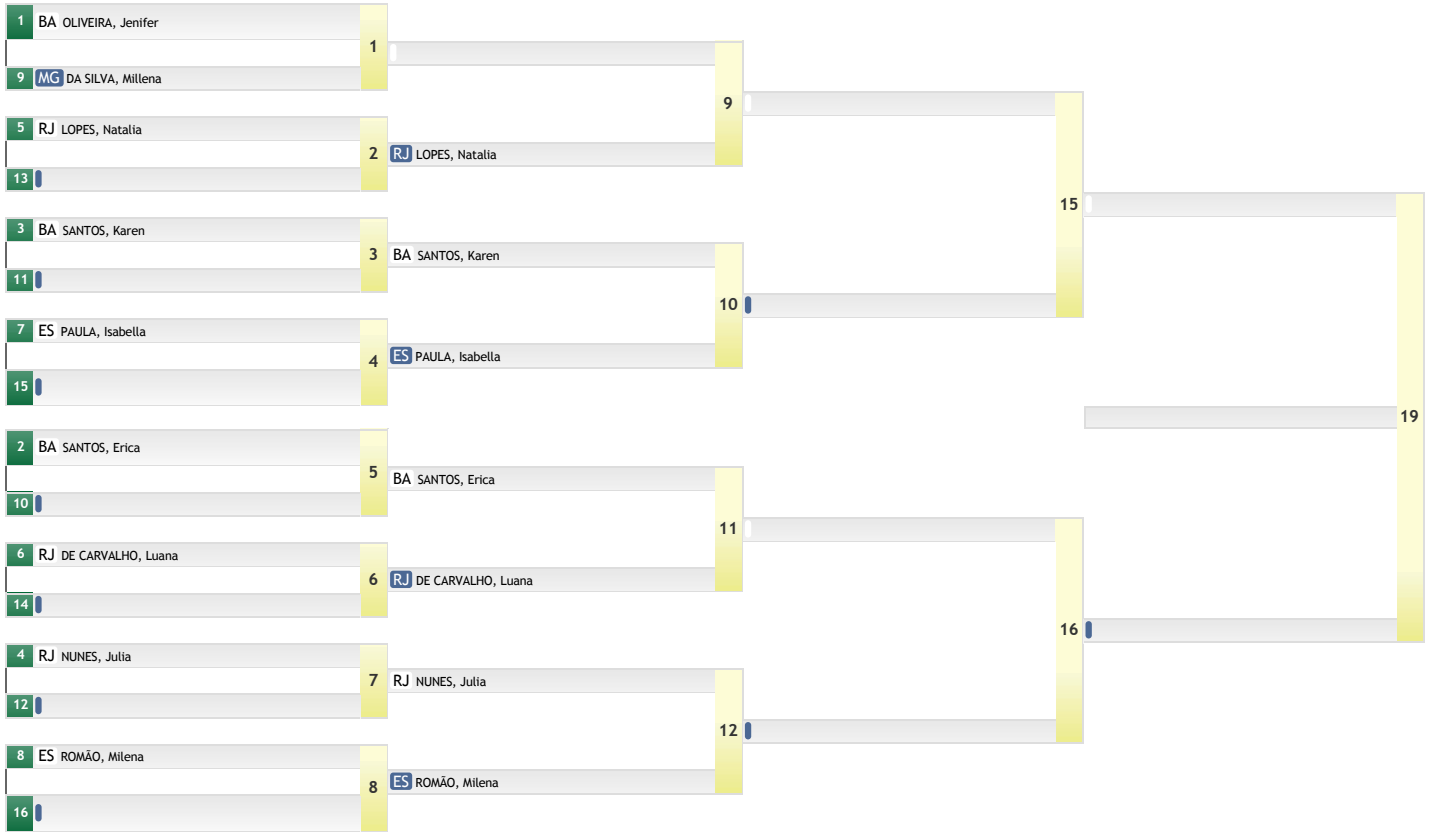 1 BA OLIVEIRA, Jenifer
1
9 MG DA SILVA, Millena
9
5 RJ LOPES, Natalia
2 RJ LOPES, Natalia
13
15
3 BA SANTOS, Karen
3 BA SANTOS, Karen
11
10
7 ES PAULA, Isabella
4 ES PAULA, Isabella
15
19
2 BA SANTOS, Erica
5 BA SANTOS, Erica
10
11
6 RJ DE CARVALHO, Luana
6 RJ DE CARVALHO, Luana
14
16
4 RJ NUNES, Julia
7 RJ NUNES, Julia
12
12
8 ES ROMÃO, Milena
8 ES ROMÃO, Milena
16